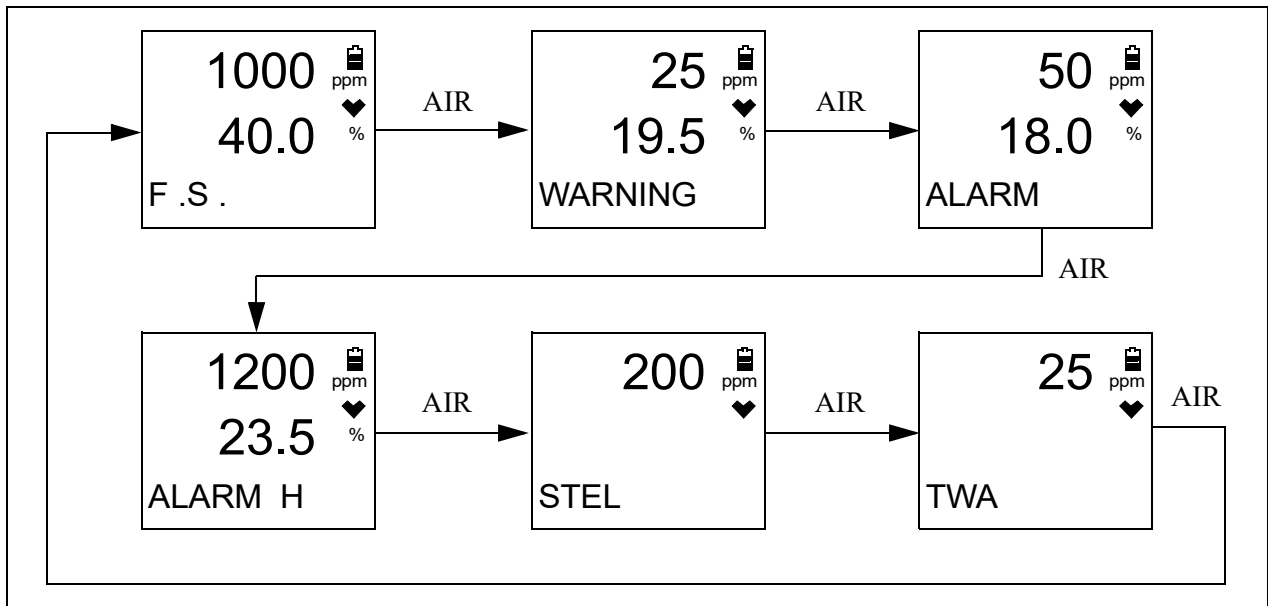 1000 ppm
40.0 %
F .S .
AIR
25 ppm
19.5 %
WARNING
AIR
50 ppm
18.0 %
ALARM
AIR
1200 ppm
23.5 %
ALARM H
AIR
200 ppm
STEL
AIR
25 ppm
TWA
AIR